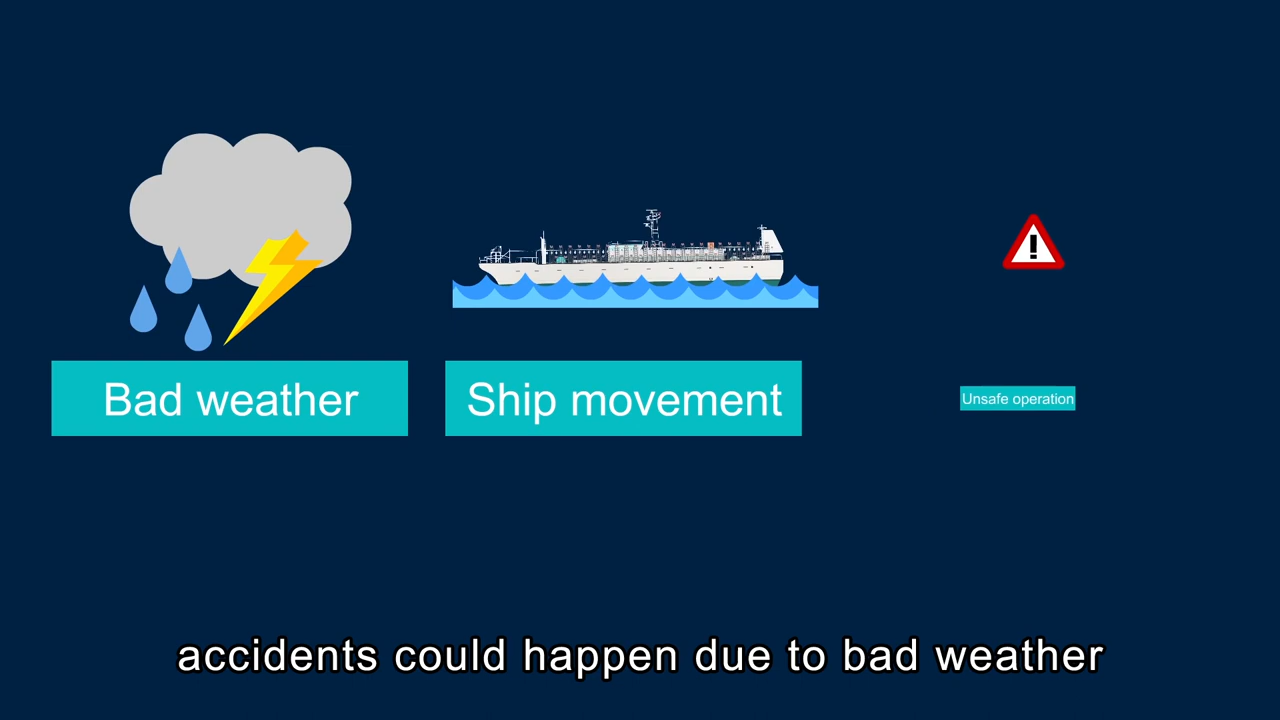 Bad weather
Ship movement
Unsafe operation
accidents could happen due to bad weather